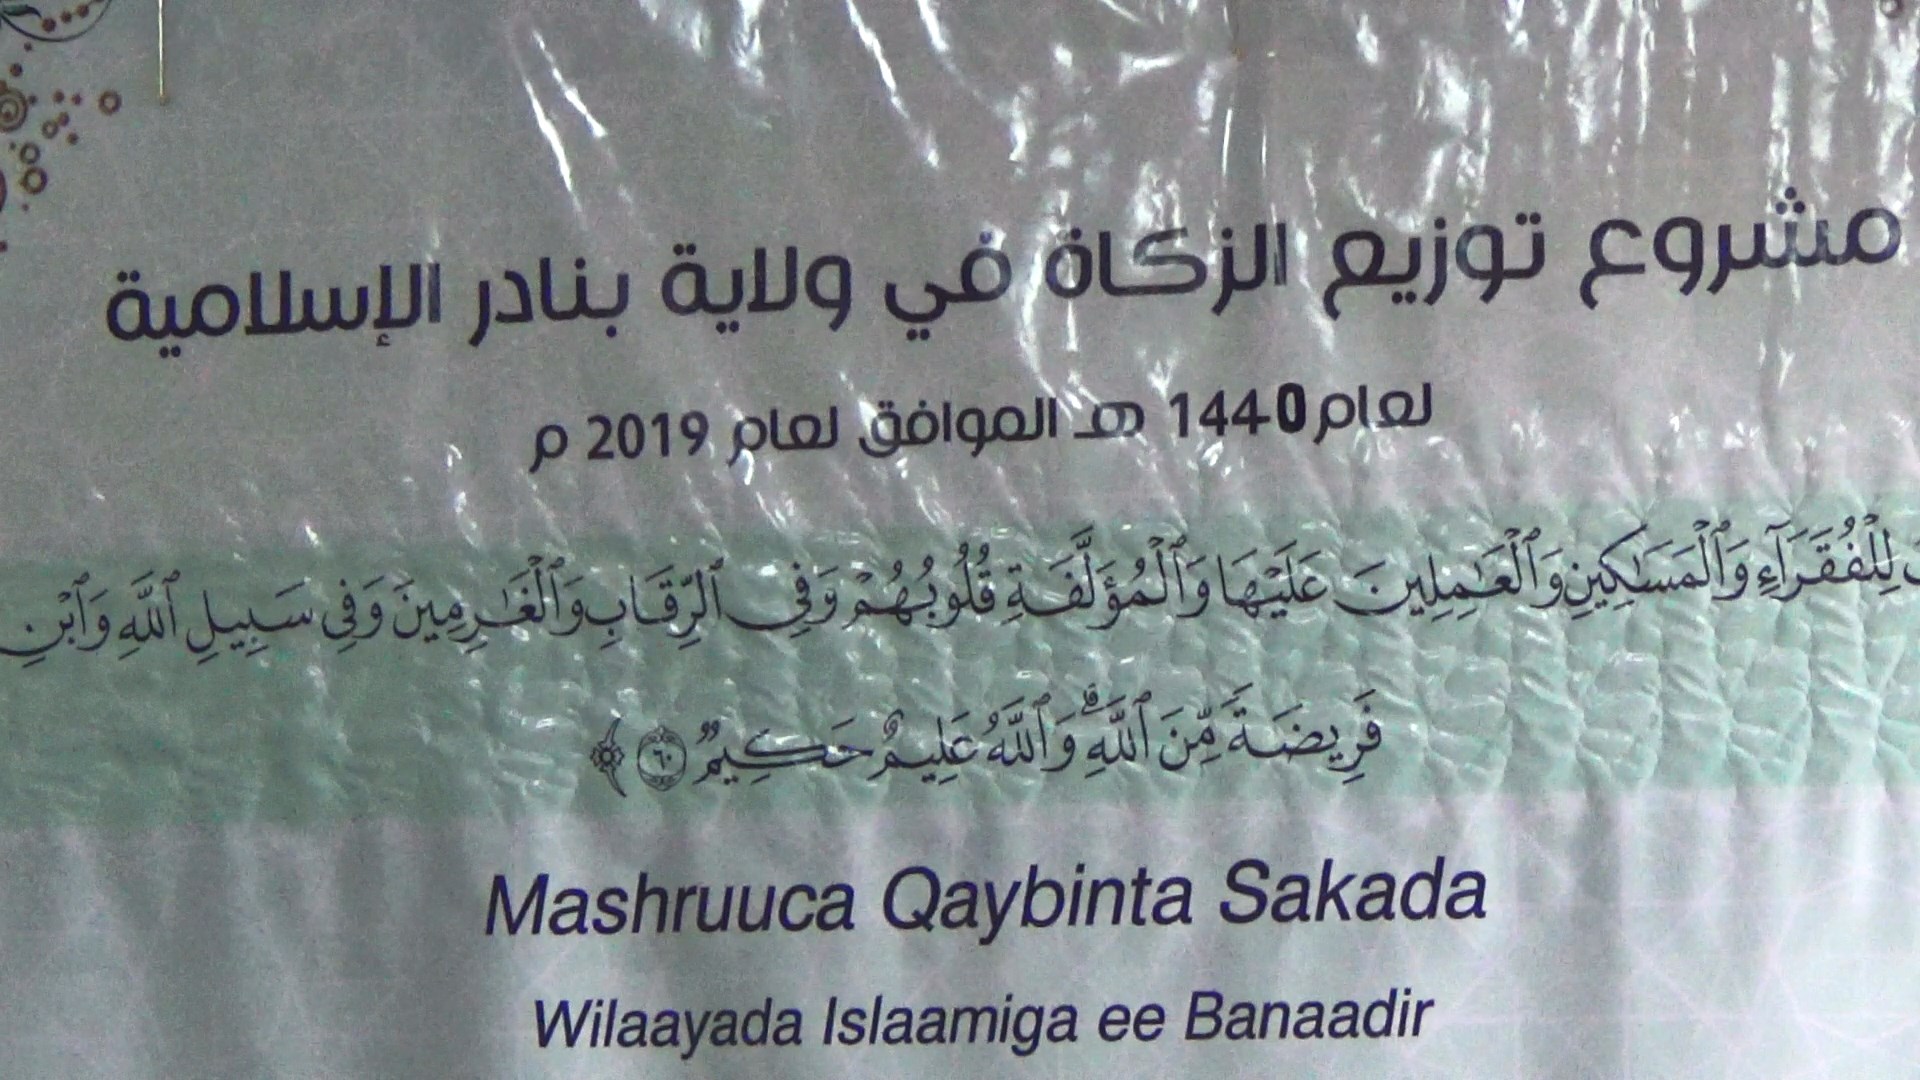 مشروع توزيع الزكاة في ولاية بنادر الإسلامية
لعام 1440 هـ الموافق لعام 2019 م
لِلْفُقَرَآءِ وَٱلْمَسَٰكِينِ وَٱلْعَٰمِلِينَ عَلَيْهَا وَٱلْمُؤَلَّفَةِ قُلُوبُهُمْ وَفِى ٱلرِّقَابِ وَٱلْغَٰرِمِينَ وَفِى سَبِيلِ ٱللَّهِ وَٱبْنِ
فَرِيضَةً مِّنَ ٱللَّهِ ۗ وَٱللَّهُ عَلِيمٌ حَكِيمٌ ٦٠
Mashruuca Qaybinta Sakada
Wilaayada Islaamiga ee Banaadir